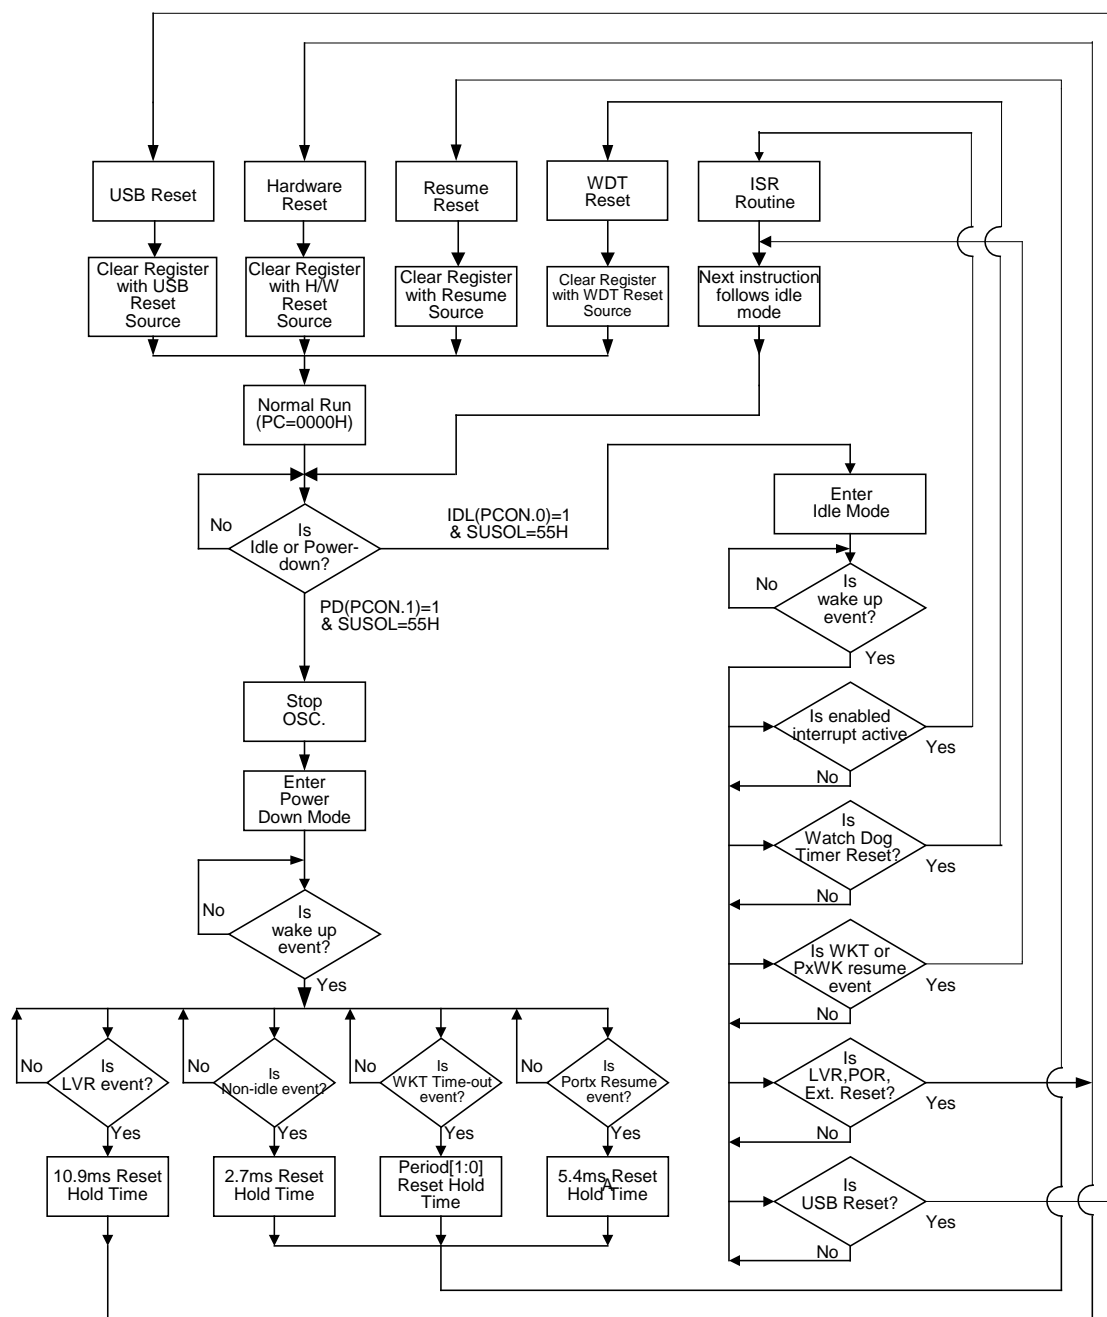 USB Reset
Hardware
Reset
Resume
Reset
WDT
Reset
ISR
Routine
Clear Register
with USB
Reset
Source
Clear Register
with H/W
Reset
Source
Clear Register
with Resume
Source
Clear Register
with WDT Reset
Source
Next instruction
follows idle
mode
Normal Run
(PC=0000H)
No
Is
Idle or Power-
down?
IDL(PCON.0)=1
& SUSOL=55H
Enter
Idle Mode
PD(PCON.1)=1
& SUSOL=55H
No
Is
wake up
event?
Yes
Stop
OSC.
Is enabled
interrupt active
Yes
No
Enter
Power
Down Mode
Is
Watch Dog
Timer Reset?
Yes
No
No
Is
wake up
event?
Yes
Is WKT or
PxWK resume
event
Yes
No
No
Is
LVR event?
Yes
No
Is
Non-idle event?
Yes
No
Is
WKT Time-out
event?
Yes
No
Is
Portx Resume
event?
Yes
Is
LVR,POR,
Ext. Reset?
Yes
No
10.9ms Reset
Hold Time
2.7ms Reset
Hold Time
Period[1:0]
Reset Hold
Time
5.4ms Reset
Hold Time
A
Is
USB Reset?
Yes
No